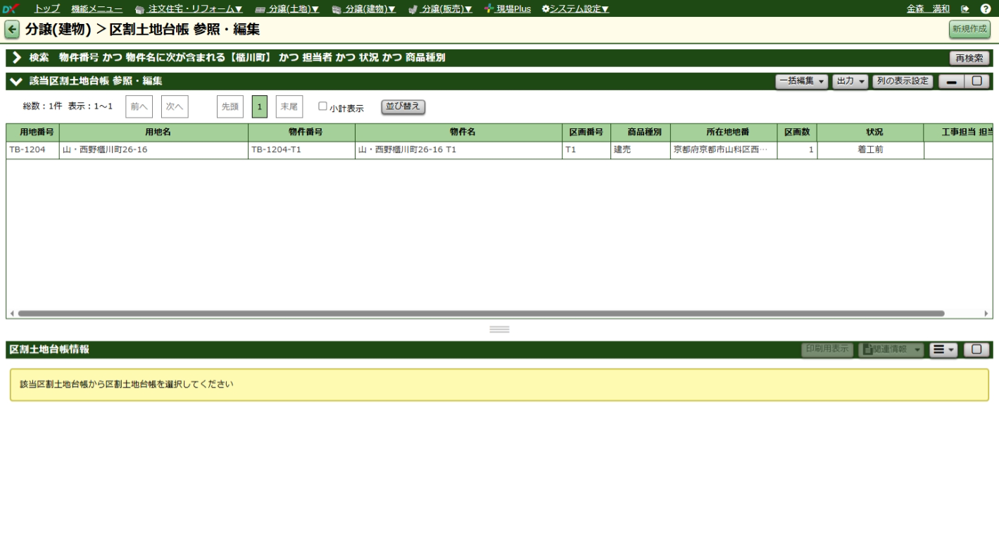 DX トップ 機能メニュー 注文住宅・リフォーム▼ 分譲(土地)▼ 分譲(建物)▼ 分譲(販売)▼ 現場Plus システム設定▼ 金森 満和 ?
分譲(建物) ＞区割土地台帳 参照・編集 新規作成
検索 物件番号 かつ 物件名に次が含まれる【櫃川町】 かつ 担当者 かつ 状況 かつ 商品種別 再検索
該当区割土地台帳 参照・編集 一括編集 ▼ 出力 ▼ 列の表示設定
総数：1件 表示：1～1 前へ 次へ 先頭 1 末尾 小計表示 並び替え
用地番号 用地名 物件番号 物件名 区画番号 商品種別 所在地地番 区画数 状況 工事担当 担当
TB-1204 山・西野櫃川町26-16 TB-1204-T1 山・西野櫃川町26-16 T1 T1 建売 京都府京都市山科区西… 1 着工前
区割土地台帳情報 印刷用表示 関連情報 ▼
該当区割土地台帳から区割土地台帳を選択してください